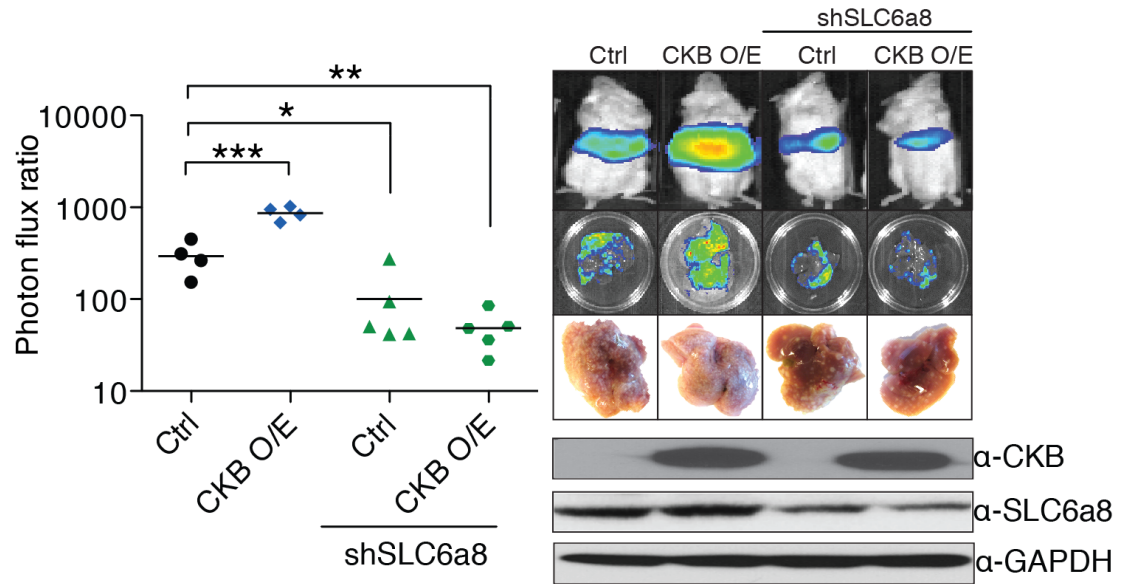 shSLC6a8
Ctrl CKB O/E Ctrl CKB O/E
**
*
***
Photon flux ratio
10000
1000
100
10
Ctrl
CKB O/E
Ctrl
CKB O/E
shSLC6a8
α-CKB
α-SLC6a8
α-GAPDH